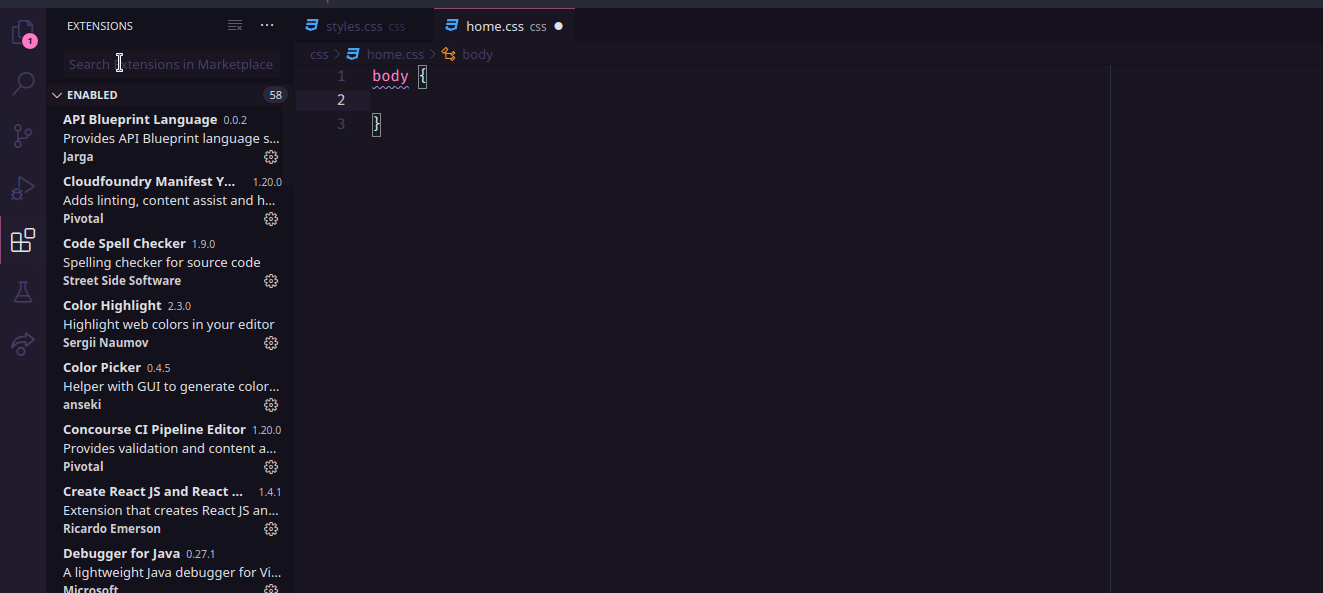 EXTENSIONS
1
Search Extensions in Marketplace
ENABLED 58
API Blueprint Language 0.0.2
Provides API Blueprint language s...
Jarga
Cloudfoundry Manifest Y... 1.20.0
Adds linting, content assist and h...
Pivotal
Code Spell Checker 1.9.0
Spelling checker for source code
Street Side Software
Color Highlight 2.3.0
Highlight web colors in your editor
Sergii Naumov
Color Picker 0.4.5
Helper with GUI to generate color...
anseki
Concourse CI Pipeline Editor 1.20.0
Provides validation and content a...
Pivotal
Create React JS and React ... 1.4.1
Extension that creates React JS an...
Ricardo Emerson
Debugger for Java 0.27.1
A lightweight Java debugger for Vi...
Microsoft
styles.css css
home.css css
css > home.css > body
1 body {
2
3 }